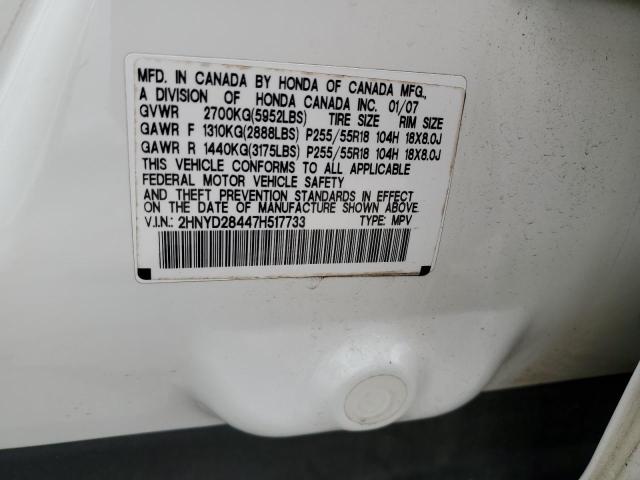 MFD. IN CANADA BY HONDA OF CANADA MFG.,
A DIVISION OF HONDA CANADA INC. 01/07
GVWR 2700KG(5952LBS) TIRE SIZE RIM SIZE
GAWR F 1310KG(2888LBS) P255/55R18 104H 18X8.0J
GAWR R 1440KG(3175LBS) P255/55R18 104H 18X8.0J
THIS VEHICLE CONFORMS TO ALL APPLICABLE
FEDERAL MOTOR VEHICLE SAFETY
AND THEFT PREVENTION STANDARDS IN EFFECT
ON THE DATE OF MANUFACTURE SHOWN ABOVE.
V.I.N.: 2HNYD28447H517733 TYPE: MPV